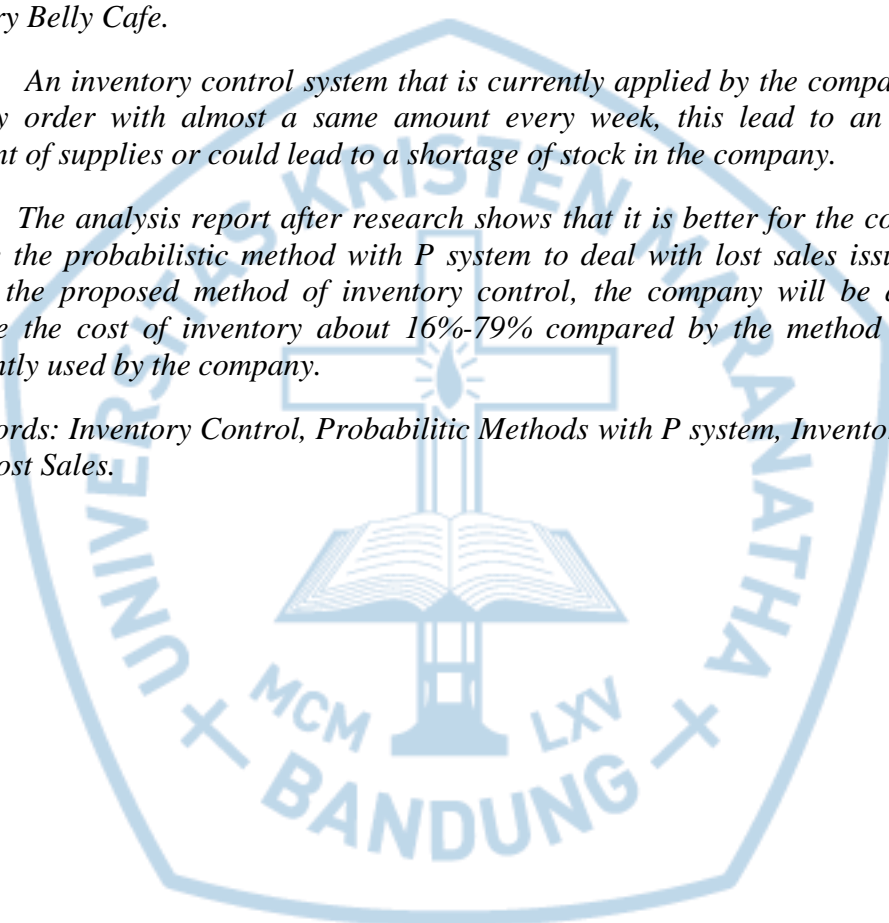 ry Belly Cafe.
An inventory control system that is currently applied by the compa
y order with almost a same amount every week, this lead to an
nt of supplies or could lead to a shortage of stock in the company.
The analysis report after research shows that it is better for the co
the probabilistic method with P system to deal with lost sales issu
the proposed method of inventory control, the company will be a
e the cost of inventory about 16%-79% compared by the method
ntly used by the company.
ords: Inventory Control, Probabilitic Methods with P system, Invento
ost Sales.
UNIVERSITAS KRISTEN MARANATHA
MCM LXV
BANDUNG